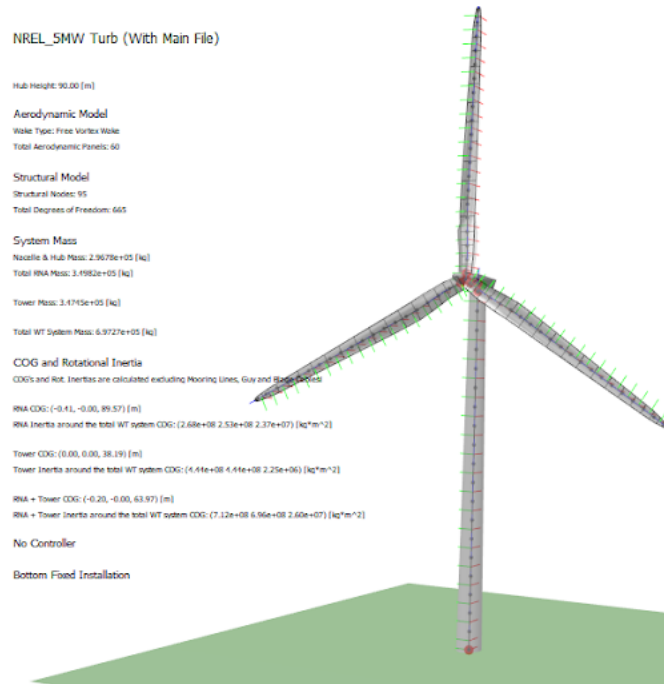 NREL_5MW Turb (With Main File)
Hub Height: 90.00 [m]
Aerodynamic Model
Wake Type: Free Vortex Wake
Total Aerodynamic Panels: 60
Structural Model
Structural Nodes: 95
Total Degrees of Freedom: 665
System Mass
Nacelle & Hub Mass: 2.9678e+05 [kg]
Total RNA Mass: 3.4982e+05 [kg]
Tower Mass: 3.4745e+05 [kg]
Total WT System Mass: 6.9727e+05 [kg]
COG and Rotational Inertia
COG's and Rot. Inertias are calculated excluding Mooring Lines, Guy and Blade Cables!
RNA COG: (-0.41, -0.00, 89.57) [m]
RNA Inertia around the total WT system COG: (2.68e+08 2.53e+08 2.37e+07) [kg*m^2]
Tower COG: (0.00, 0.00, 38.19) [m]
Tower Inertia around the total WT system COG: (4.44e+08 4.44e+08 2.25e+06) [kg*m^2]
RNA + Tower COG: (-0.20, -0.00, 63.97) [m]
RNA + Tower Inertia around the total WT system COG: (7.12e+08 6.96e+08 2.60e+07) [kg*m^2]
No Controller
Bottom Fixed Installation